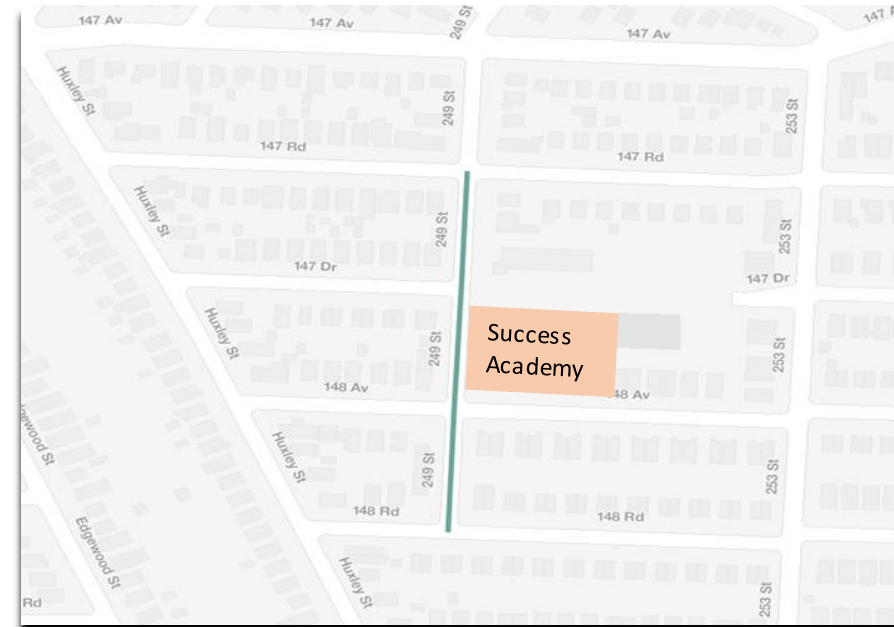 147 Av
147 Av
249 St
147 Av
Huxley St
249 St
253 St
147 Rd
147 Rd
Huxley St
249 St
253 St
147 Dr
147 Dr
Huxley St
249 St
Success
Academy
253 St
148 Av
48 Av
Huxley St
249 St
253 St
148 Rd
148 Rd
Edgewood St
Huxley St
253 St
Rd